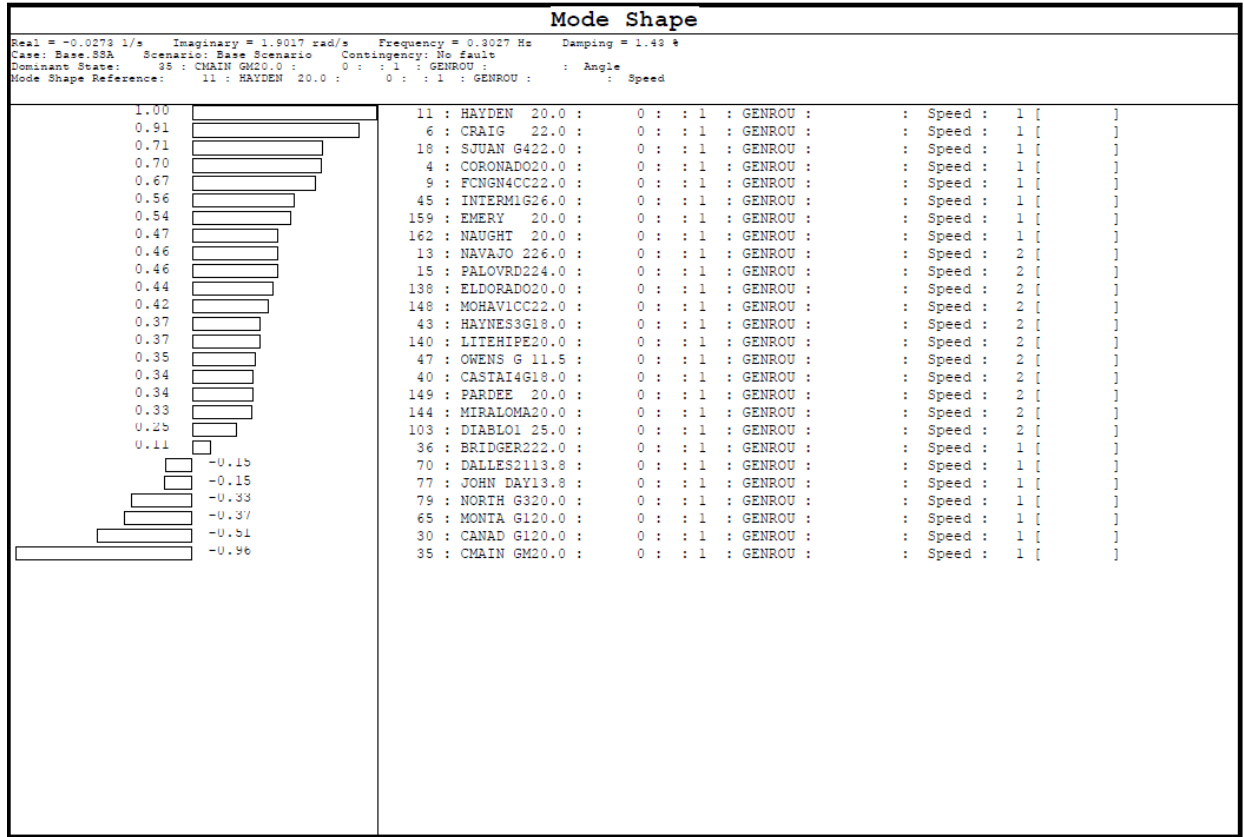 Mode Shape
Real = -0.0273 1/s Imaginary = 1.9017 rad/s Frequency = 0.3027 Hz Damping = 1.43 %
Case: Base.SSA Scenario: Base Scenario Contingency: No fault
Dominant State: 35 : CMAIN GM20.0 : 0 : : 1 : GENROU : : Angle
Mode Shape Reference: 11 : HAYDEN 20.0 : 0 : : 1 : GENROU : : Speed
1.00 11 : HAYDEN 20.0 : 0 : : 1 : GENROU : : Speed : 1 [ ]
0.91 6 : CRAIG 22.0 : 0 : : 1 : GENROU : : Speed : 1 [ ]
0.71 18 : SJUAN G422.0 : 0 : : 1 : GENROU : : Speed : 1 [ ]
0.70 4 : CORONADO20.0 : 0 : : 1 : GENROU : : Speed : 1 [ ]
0.67 9 : FCNGN4CC22.0 : 0 : : 1 : GENROU : : Speed : 1 [ ]
0.56 45 : INTERM1G26.0 : 0 : : 1 : GENROU : : Speed : 1 [ ]
0.54 159 : EMERY 20.0 : 0 : : 1 : GENROU : : Speed : 1 [ ]
0.47 162 : NAUGHT 20.0 : 0 : : 1 : GENROU : : Speed : 1 [ ]
0.46 13 : NAVAJO 226.0 : 0 : : 1 : GENROU : : Speed : 2 [ ]
0.46 15 : PALOVRD224.0 : 0 : : 1 : GENROU : : Speed : 2 [ ]
0.44 138 : ELDORADO20.0 : 0 : : 1 : GENROU : : Speed : 2 [ ]
0.42 148 : MOHAV1CC22.0 : 0 : : 1 : GENROU : : Speed : 2 [ ]
0.37 43 : HAYNES3G18.0 : 0 : : 1 : GENROU : : Speed : 2 [ ]
0.37 140 : LITEHIPE20.0 : 0 : : 1 : GENROU : : Speed : 2 [ ]
0.35 47 : OWENS G 11.5 : 0 : : 1 : GENROU : : Speed : 2 [ ]
0.34 40 : CASTAI4G18.0 : 0 : : 1 : GENROU : : Speed : 2 [ ]
0.34 149 : PARDEE 20.0 : 0 : : 1 : GENROU : : Speed : 2 [ ]
0.33 144 : MIRALOMA20.0 : 0 : : 1 : GENROU : : Speed : 2 [ ]
0.25 103 : DIABLO1 25.0 : 0 : : 1 : GENROU : : Speed : 2 [ ]
0.11 36 : BRIDGER222.0 : 0 : : 1 : GENROU : : Speed : 1 [ ]
-0.15 70 : DALLES2113.8 : 0 : : 1 : GENROU : : Speed : 1 [ ]
-0.15 77 : JOHN DAY13.8 : 0 : : 1 : GENROU : : Speed : 1 [ ]
-0.33 79 : NORTH G320.0 : 0 : : 1 : GENROU : : Speed : 1 [ ]
-0.37 65 : MONTA G120.0 : 0 : : 1 : GENROU : : Speed : 1 [ ]
-0.51 30 : CANAD G120.0 : 0 : : 1 : GENROU : : Speed : 1 [ ]
-0.96 35 : CMAIN GM20.0 : 0 : : 1 : GENROU : : Speed : 1 [ ]